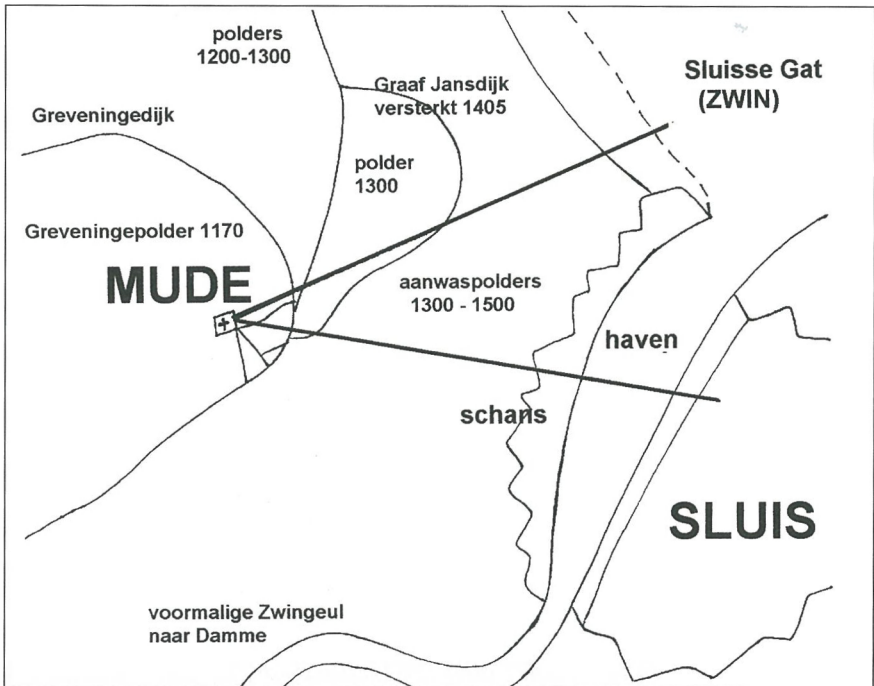 polders
1200-1300
Graaf Jansdijk
versterkt 1405
Sluisse Gat
(ZWIN)
Greveningedijk
polder
1300
Greveningepolder 1170
MUDE
aanwaspolders
1300 - 1500
haven
schans
SLUIS
voormalige Zwingeul
naar Damme